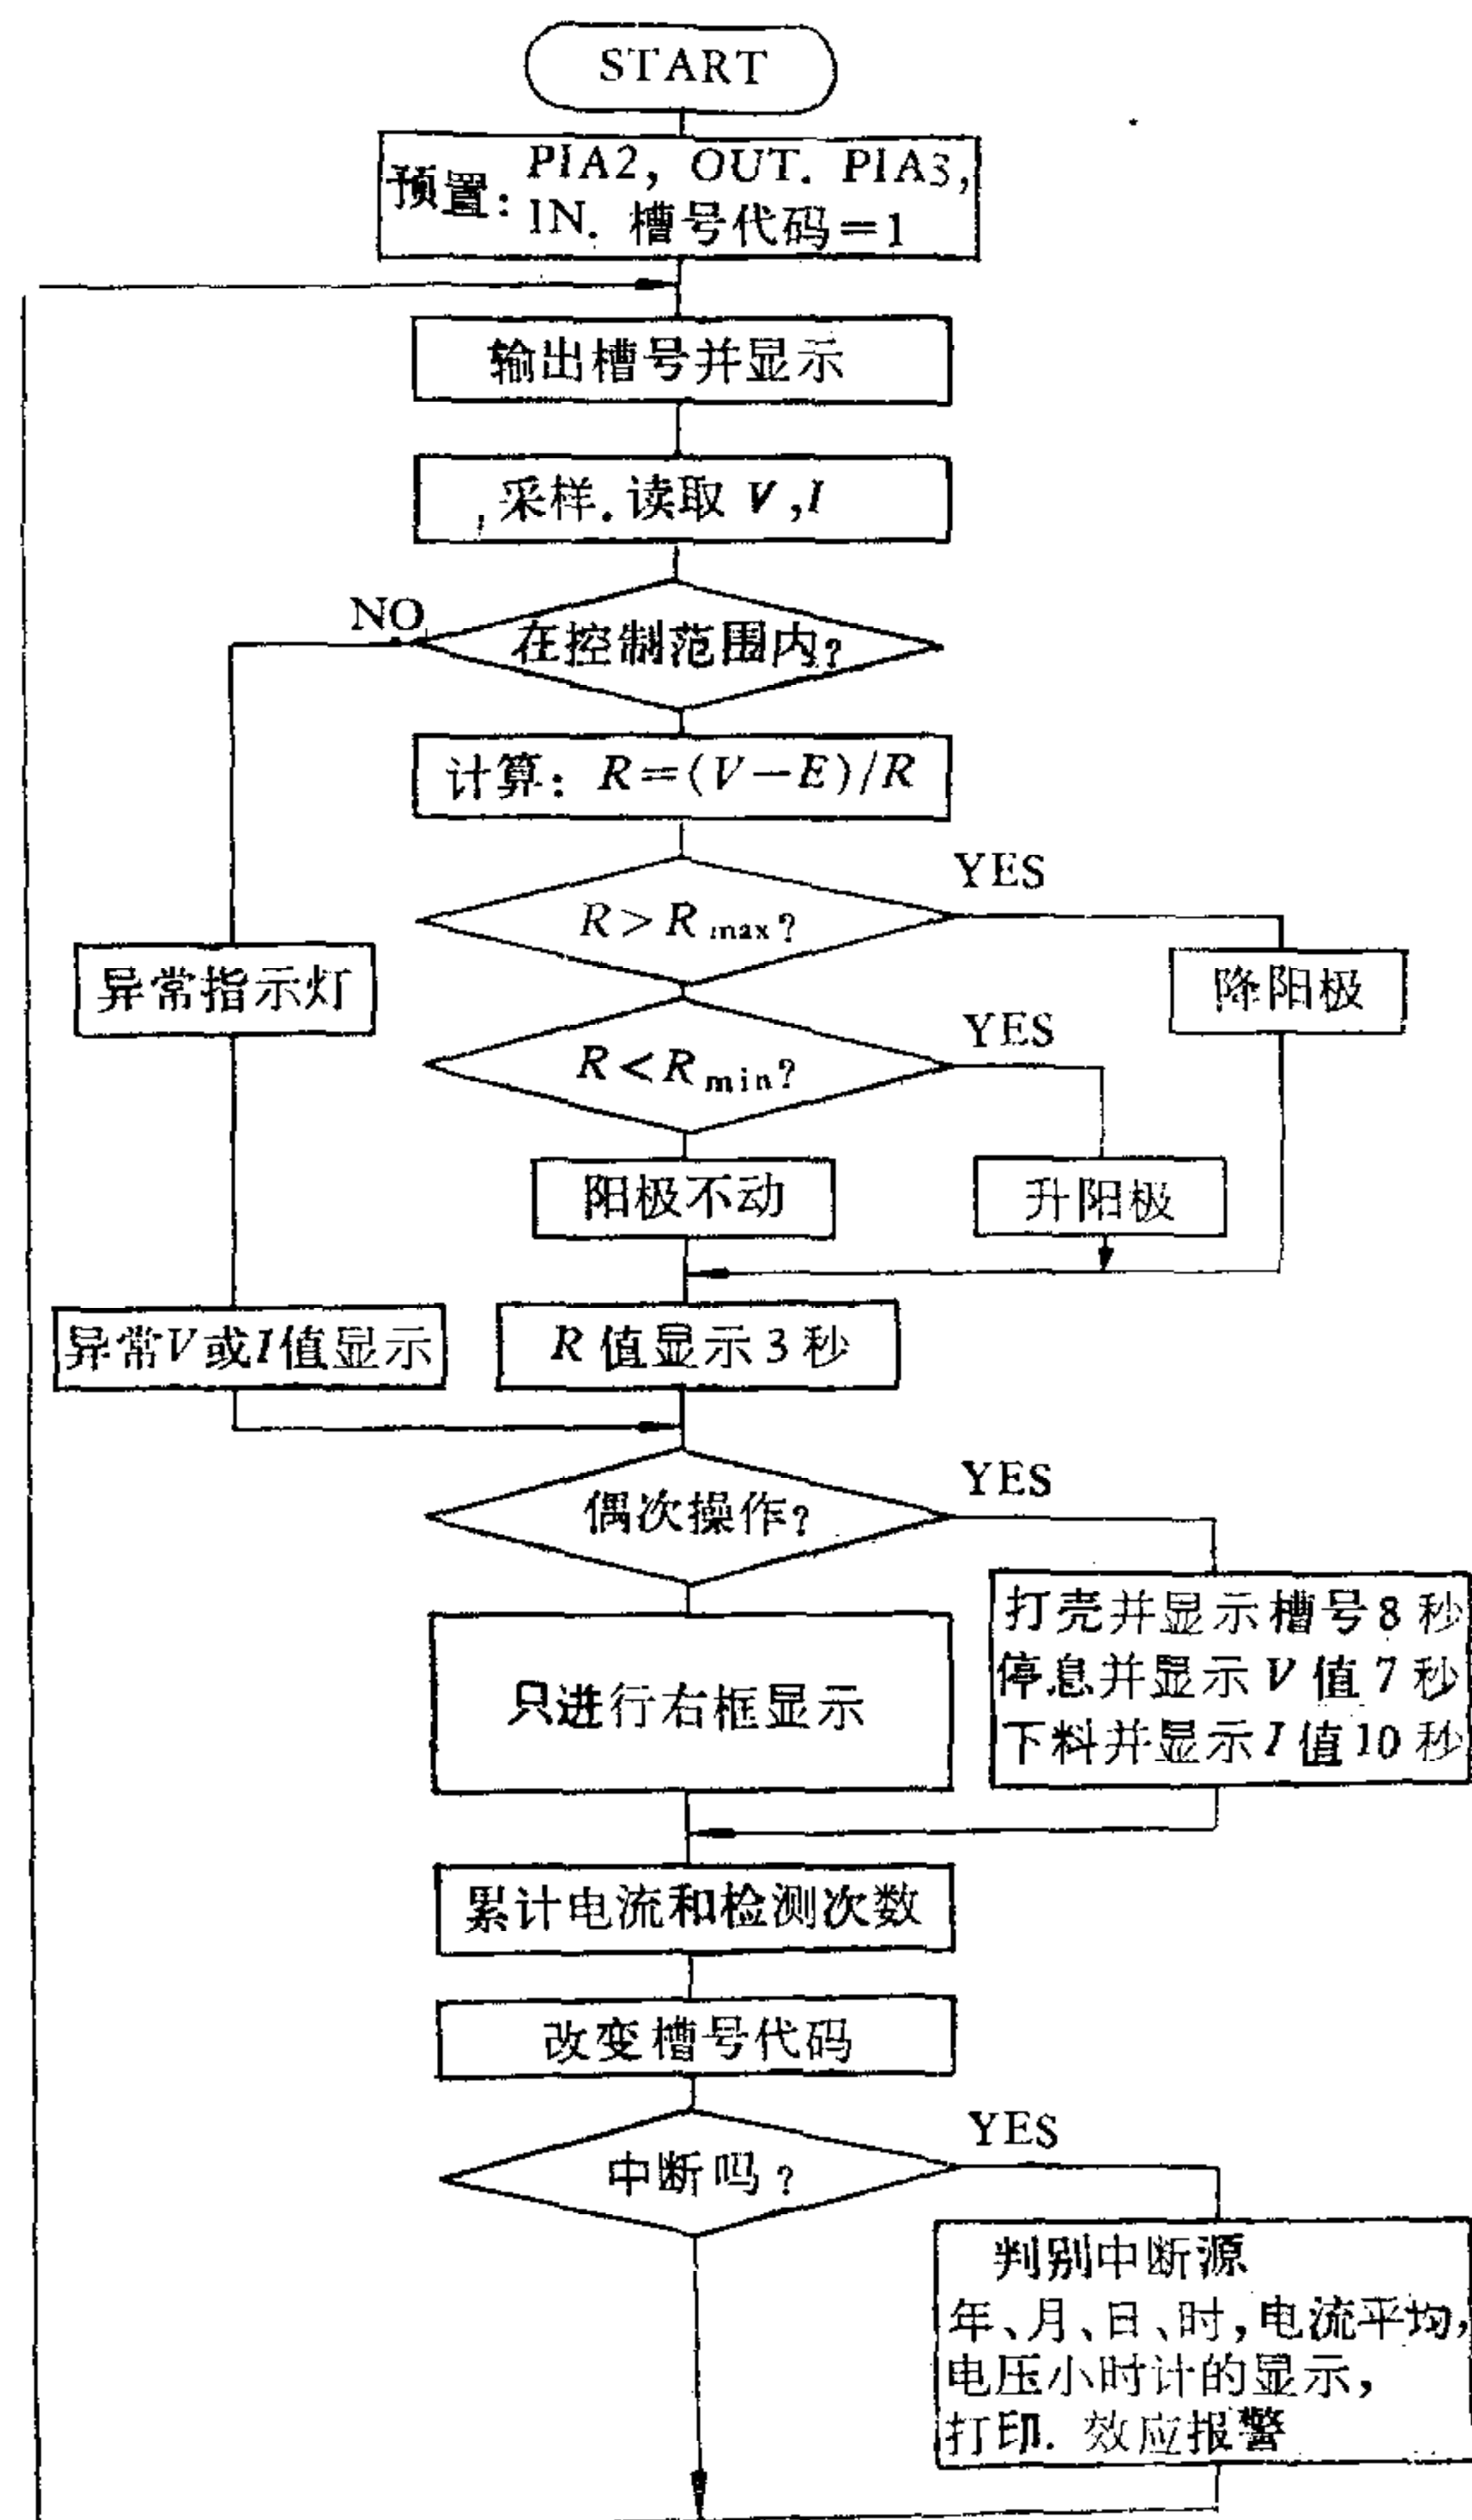 START
预置: PIA2, OUT. PIA3,
IN. 槽号代码=1
输出槽号并显示
采样.读取 V,I
NO
在控制范围内?
计算: R=(V-E)/R
YES
R>Rmax?
异常指示灯
降阳极
YES
R<Rmin?
阳极不动
升阳极
异常V或I值显示
R 值显示3秒
YES
偶次操作?
打壳并显示槽号8秒
停息并显示V值7秒
下料并显示I值10秒
只进行右框显示
累计电流和检测次数
改变槽号代码
YES
中断吗?
判别中断源
年、月、日、时,电流平均,
电压小时计的显示,
打印. 效应报警